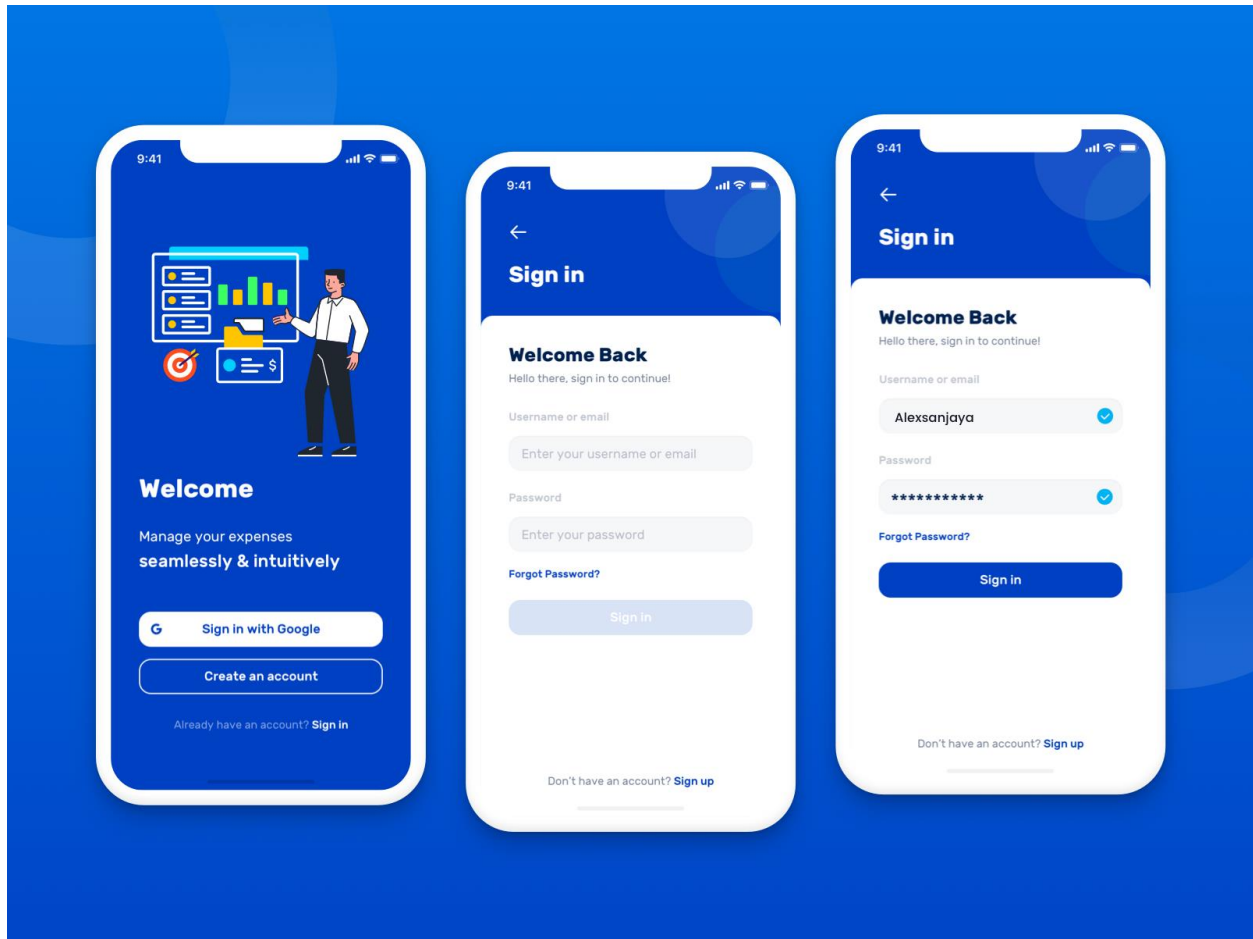 9:41
$
Welcome
Manage your expenses
seamlessly & intuitively
G Sign in with Google
Create an account
Already have an account? Sign in
9:41
Sign in
Welcome Back
Hello there, sign in to continue!
Username or email
Enter your username or email
Password
Enter your password
Forgot Password?
Sign in
Don't have an account? Sign up
9:41
Sign in
Welcome Back
Hello there, sign in to continue!
Username or email
Alexsanjaya
Password
***********
Forgot Password?
Sign in
Don't have an account? Sign up